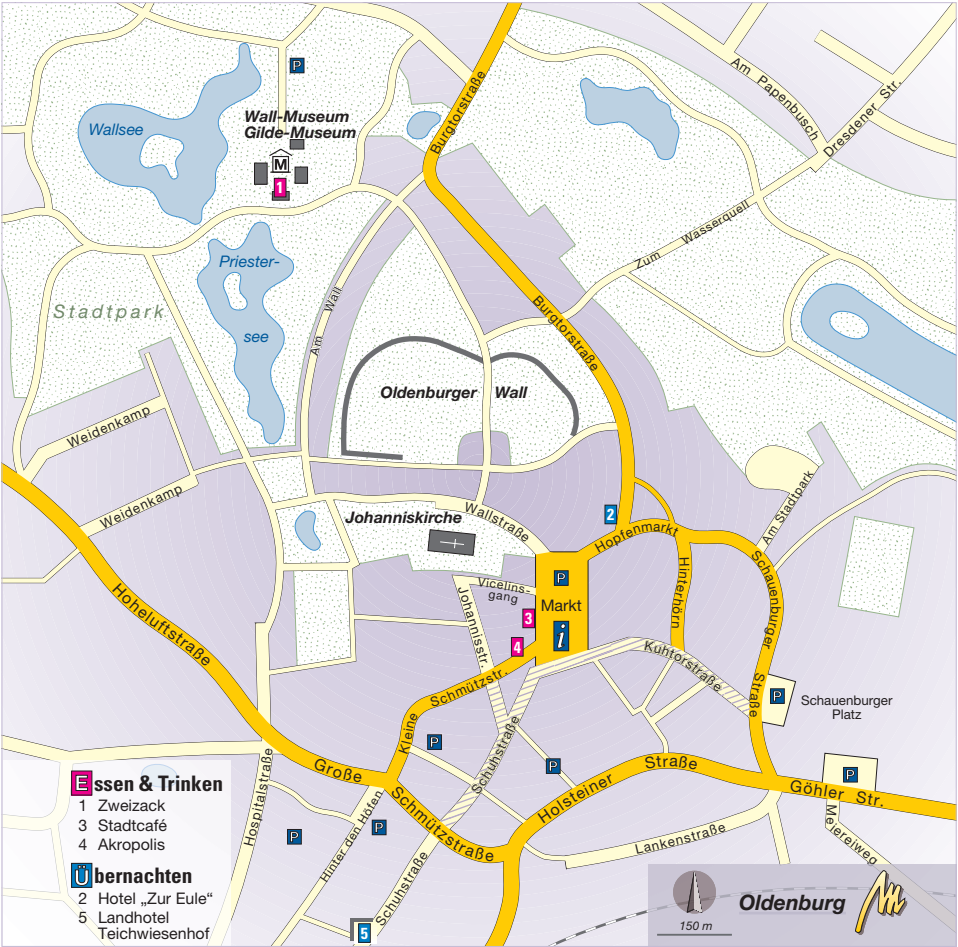 P
Burgtorstraße
Am Papenbusch
Dresdener Str.
Wallsee
Wall-Museum
Gilde-Museum
M
1
Zum Wasserquell
Priester-
see
Stadtpark
Am Wall
Burgtorstraße
Oldenburger Wall
Weidenkamp
Weidenkamp
Am Stadtpark
Johanniskirche
Wallstraße
2
Hopfenmarkt
Hinterhörn
Schauenburger Straße
P
Vicelins-
gang
Markt
3
i
4
Johannisstr.
Kuhtorstraße
Hoheluftstraße
Kleine Schmützstr.
P
Schauenburger
Platz
P
Schuhstraße
P
Große Schmützstraße
Holsteiner Straße
P
Göhler Str.
Meiereiweg
Hospitalstraße
P
P
Hinter den Höfen
Lankenstraße
Schuhstraße
5
Essen & Trinken
1 Zweizack
3 Stadtcafé
4 Akropolis
Übernachten
2 Hotel „Zur Eule“
5 Landhotel
Teichwiesenhof
150 m
Oldenburg